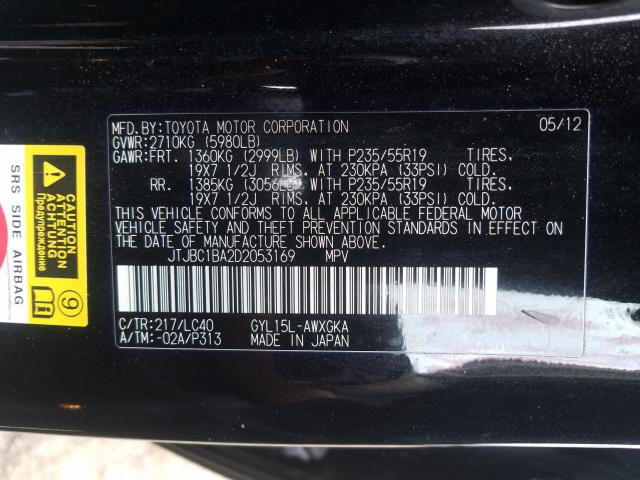 MFD.BY:TOYOTA MOTOR CORPORATION 05/12
GVWR:2710KG (5980LB)
GAWR:FRT. 1360KG (2999LB) WITH P235/55R19 TIRES,
19X7 1/2J RIMS, AT 230KPA (33PSI) COLD.
RR. 1385KG (3056LB) WITH P235/55R19 TIRES,
19X7 1/2J RIMS, AT 230KPA (33PSI) COLD.
THIS VEHICLE CONFORMS TO ALL APPLICABLE FEDERAL MOTOR
VEHICLE SAFETY AND THEFT PREVENTION STANDARDS IN EFFECT ON
THE DATE OF MANUFACTURE SHOWN ABOVE.
JTJBC1BA2D2053169 MPV
C/TR:217/LC40 GYL15L-AWXGKA
A/TM:-02A/P313 MADE IN JAPAN
SRS SIDE AIRBAG
CAUTION
ATTENTION
Предупреждение
9